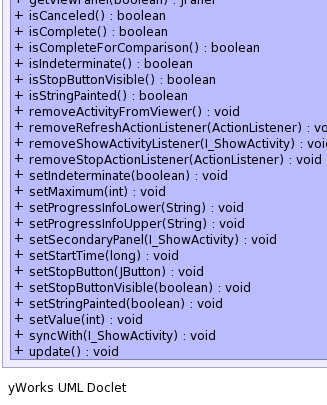 + getViewPanel(boolean) : JPanel
+ isCanceled() : boolean
+ isComplete() : boolean
+ isCompleteForComparison() : boolean
+ isIndeterminate() : boolean
+ isStopButtonVisible() : boolean
+ isStringPainted() : boolean
+ removeActivityFromViewer() : void
+ removeRefreshActionListener(ActionListener) : vo
+ removeShowActivityListener(I_ShowActivity) : voi
+ removeStopActionListener(ActionListener) : void
+ setIndeterminate(boolean) : void
+ setMaximum(int) : void
+ setProgressInfoLower(String) : void
+ setProgressInfoUpper(String) : void
+ setSecondaryPanel(I_ShowActivity) : void
+ setStartTime(long) : void
+ setStopButton(JButton) : void
+ setStopButtonVisible(boolean) : void
+ setStringPainted(boolean) : void
+ setValue(int) : void
+ syncWith(I_ShowActivity) : void
+ update() : void
yWorks UML Doclet